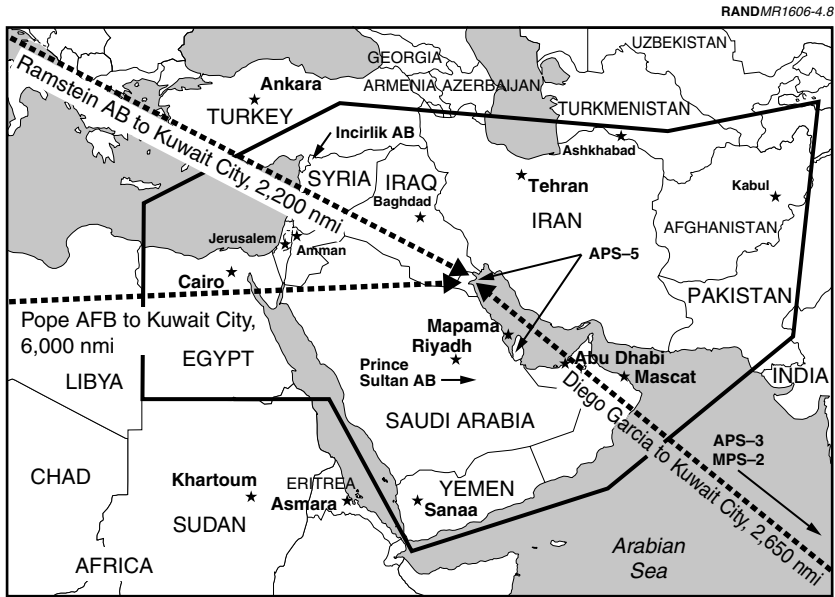 RANDMR1606-4.8
UZBEKISTAN
GEORGIA
ARMENIA
AZERBAIJAN
TURKMENISTAN
Ankara
TURKEY
Ramstein AB to Kuwait City, 2,200 nmi
Incirlik AB
Ashkhabad
SYRIA
IRAQ
Baghdad
Tehran
Kabul
IRAN
AFGHANISTAN
Jerusalem
Amman
APS–5
Cairo
PAKISTAN
Pope AFB to Kuwait City,
6,000 nmi
Mapama
Riyadh
EGYPT
Prince
Sultan AB
Abu Dhabi
Mascat
LIBYA
INDIA
Diego Garcia to Kuwait City, 2,650 nmi
SAUDI ARABIA
APS–3
MPS–2
CHAD
Khartoum
ERITREA
Asmara
YEMEN
Sanaa
SUDAN
Arabian
Sea
AFRICA